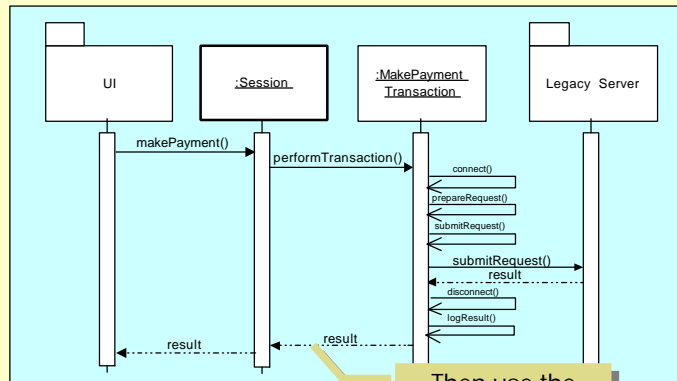 UI
:Session
:MakePayment
Transaction
Legacy Server
makePayment()
performTransaction()
connect()
prepareRequest()
submitRequest()
submitRequest()
result
disconnect()
logResult()
result
result
Then use the